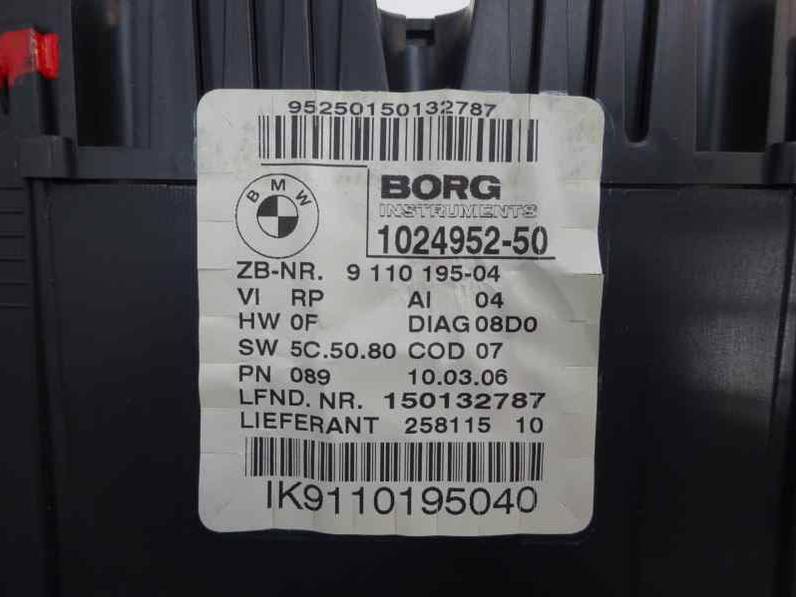 95250150132787
BMW
BORG
INSTRUMENTS
1024952-50
ZB-NR. 9 110 195-04
VI RP AI 04
HW 0F DIAG 08D0
SW 5C.50.80 COD 07
PN 089 10.03.06
LFND. NR. 150132787
LIEFERANT 258115 10
IK9110195040